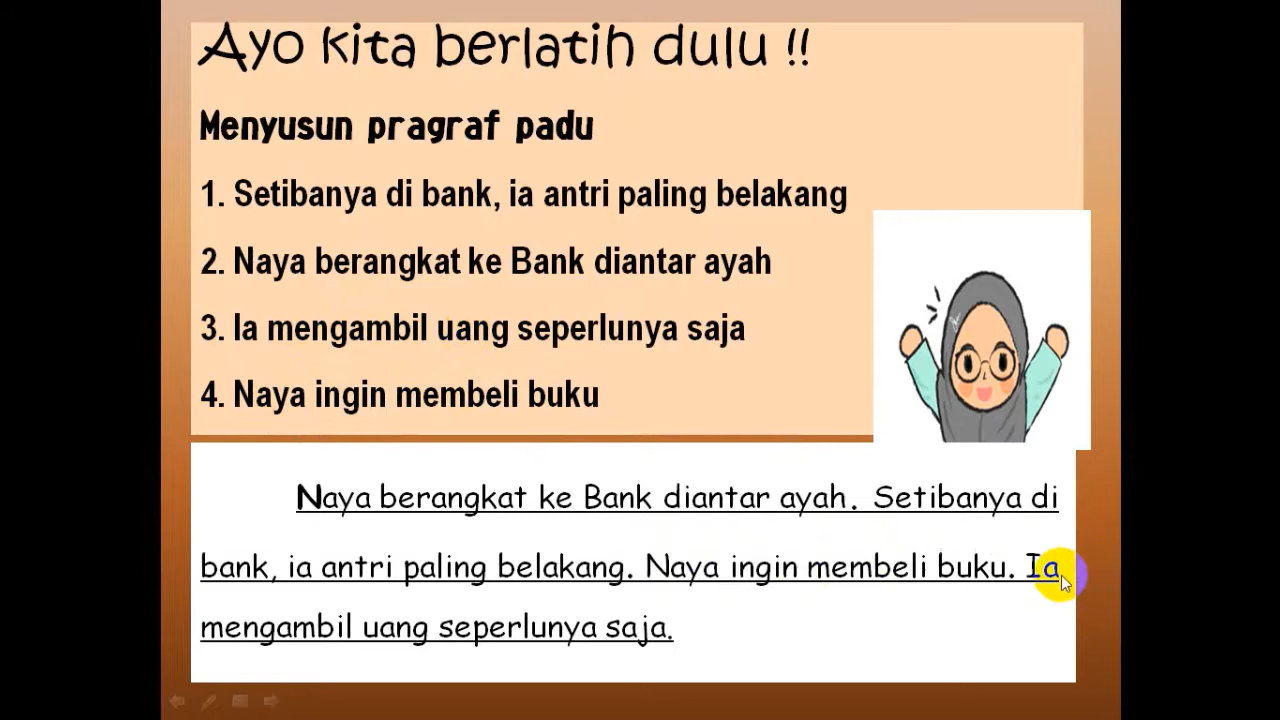 Ayo kita berlatih dulu !!
Menyusun pragraf padu
1. Setibanya di bank, ia antri paling belakang
2. Naya berangkat ke Bank diantar ayah
3. Ia mengambil uang seperlunya saja
4. Naya ingin membeli buku
Naya berangkat ke Bank diantar ayah. Setibanya di
bank, ia antri paling belakang. Naya ingin membeli buku. Ia
mengambil uang seperlunya saja.